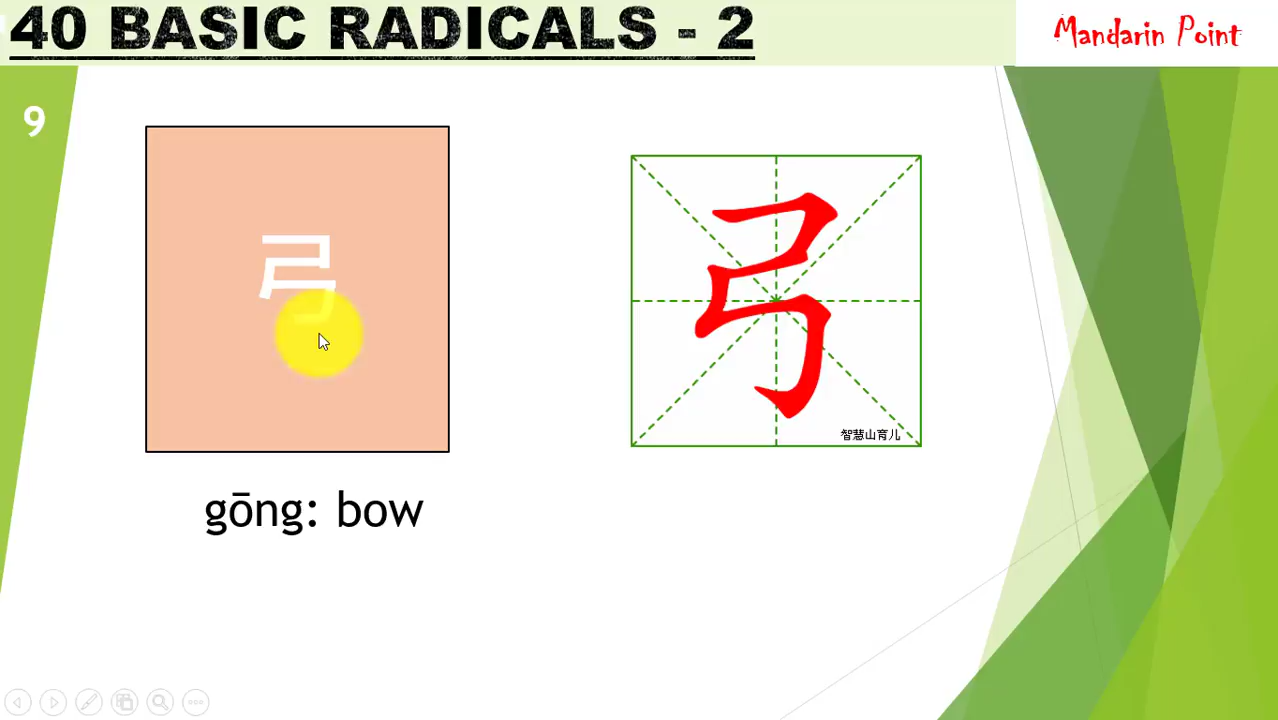 40 BASIC RADICALS - 2
Mandarin Point
9
弓
弓
智慧山育儿
gōng: bow